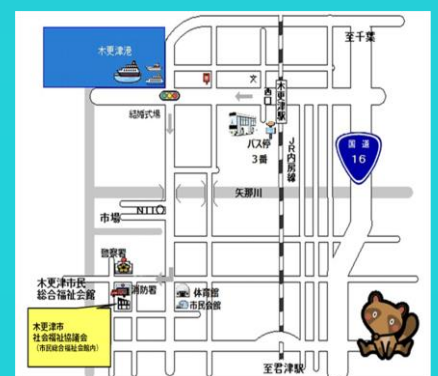 木更津港
至千葉
文
木更津駅
西口
結婚式場
バス停
3番
JR内房線
国道
16
矢那川
NTT
市場
警察署
木更津市民
総合福祉会館
消防署
体育館
市民会館
木更津市
社会福祉協議会
(市民総合福祉会館内)
至君津駅